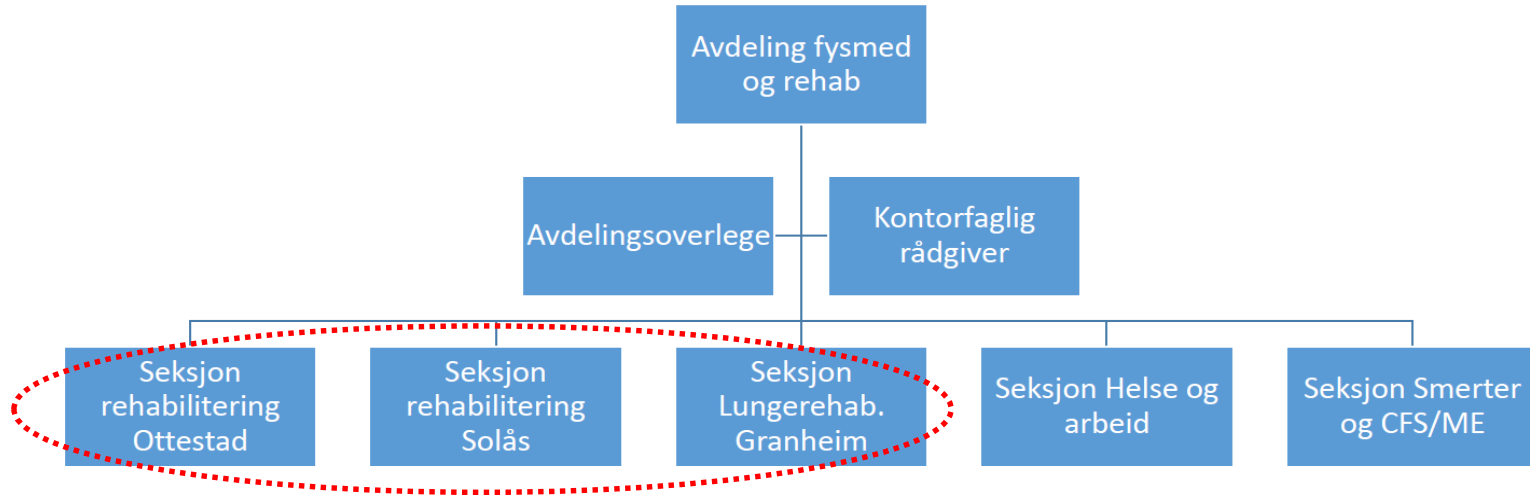 Avdeling fysmed
og rehab
Avdelingsoverlege
Kontorfaglig
rådgiver
Seksjon
rehabilitering
Ottestad
Seksjon
rehabilitering
Solås
Seksjon
Lungerehab.
Granheim
Seksjon Helse og
arbeid
Seksjon Smerter
og CFS/ME